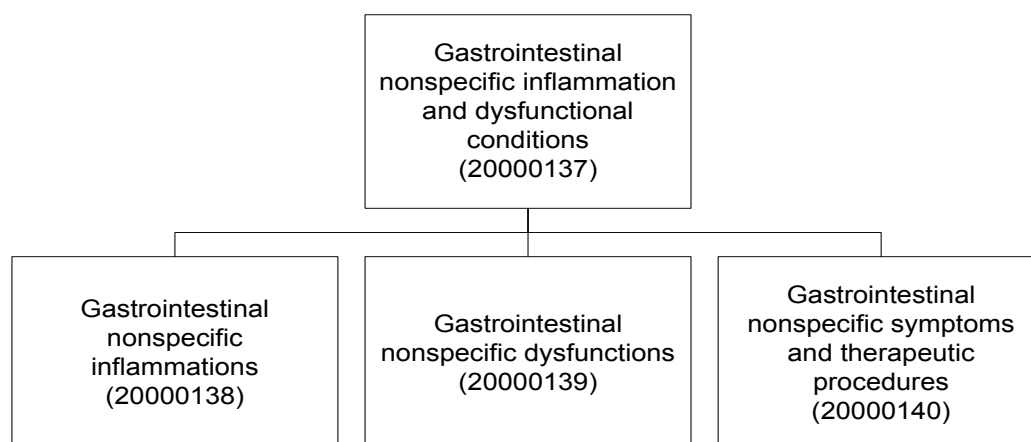 Gastrointestinal
nonspecific inflammation
and dysfunctional
conditions
(20000137)
Gastrointestinal
nonspecific
inflammations
(20000138)
Gastrointestinal
nonspecific dysfunctions
(20000139)
Gastrointestinal
nonspecific symptoms
and therapeutic
procedures
(20000140)